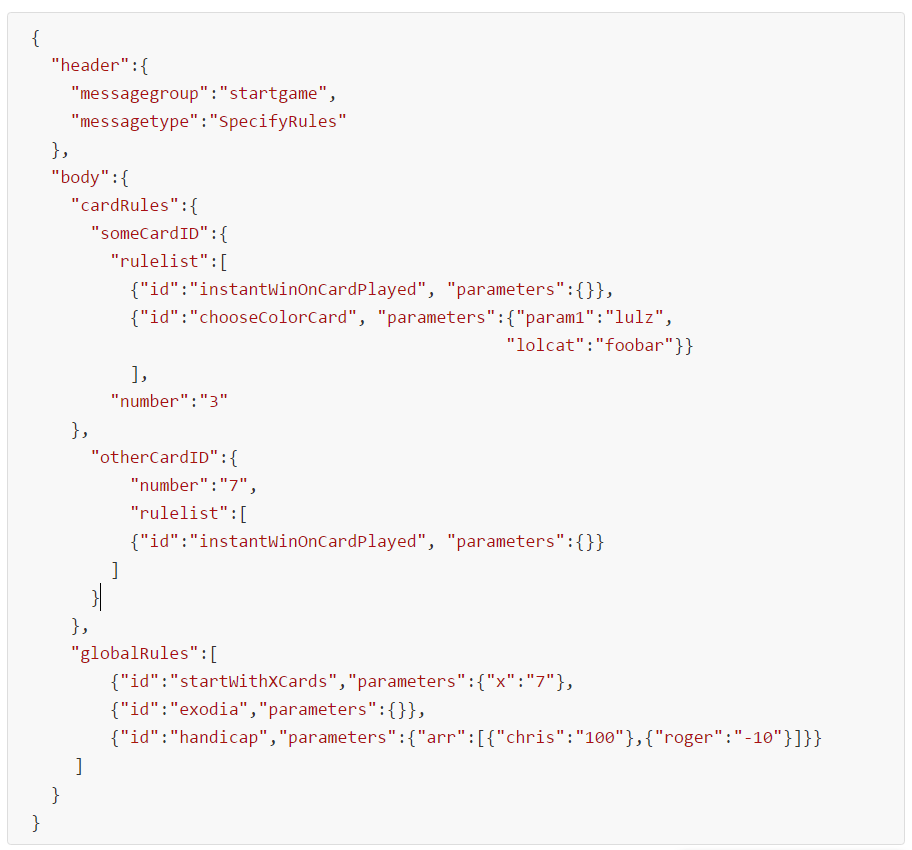 {
  "header":{
    "messagegroup":"startgame",
    "messagetype":"SpecifyRules"
  },
  "body":{
    "cardRules":{
      "someCardID":{
        "rulelist":[
          {"id":"instantWinOnCardPlayed", "parameters":{}},
          {"id":"chooseColorCard", "parameters":{"param1":"lulz",
                                                "lolcat":"foobar"}}
          ],
        "number":"3"
    },
      "otherCardID":{
          "number":"7",
          "rulelist":[
          {"id":"instantWinOnCardPlayed", "parameters":{}}
        ]
      }
    },
    "globalRules":[
        {"id":"startWithXCards","parameters":{"x":"7"},
        {"id":"exodia","parameters":{}},
        {"id":"handicap","parameters":{"arr":[{"chris":"100"},{"roger":"-10"}]}}
    ]
  }
}